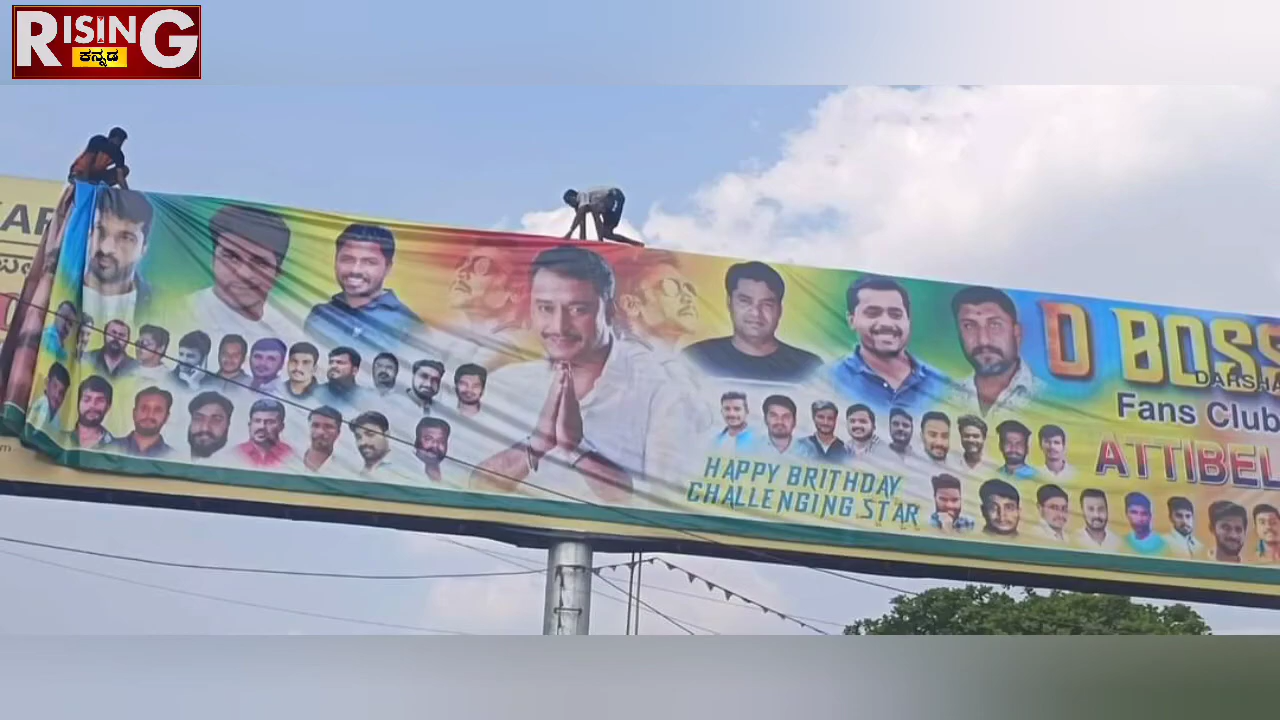 RISING
ಕನ್ನಡ
D BOSS
DARSHA
Fans Club
ATTIBEL
HAPPY BRITHDAY
CHALLENGING STAR